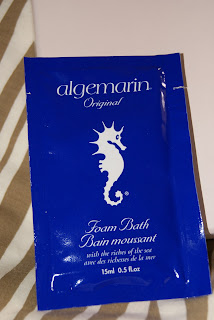 algemarin®
Original
®
Foam Bath
Bain moussant
with the riches of the sea
avec des richesses de la mer
15ml 0.5 fl.oz